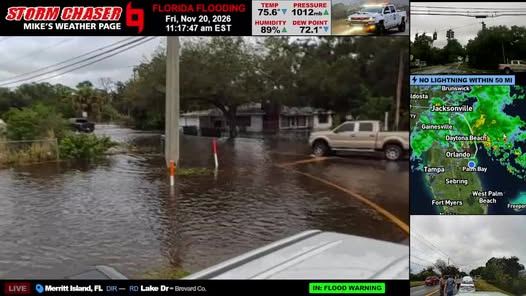 STORM CHASER
MIKE'S WEATHER PAGE
FLORIDA FLOODING
Fri, Nov 20, 2026
11:17:47 am EST
TEMP
75.6°
PRESSURE
1012mb
HUMIDITY
89%
DEW POINT
72.1°
NO LIGHTNING WITHIN 50 MI
Brunswick
Valdosta
Jacksonville
Gainesville
Daytona Beach
Orlando
Tampa
Palm Bay
Sebring
West Palm Beach
Fort Myers
Freeport
LIVE
Merritt Island, FL DIR — RD Lake Dr – Brevard Co.
IN: FLOOD WARNING